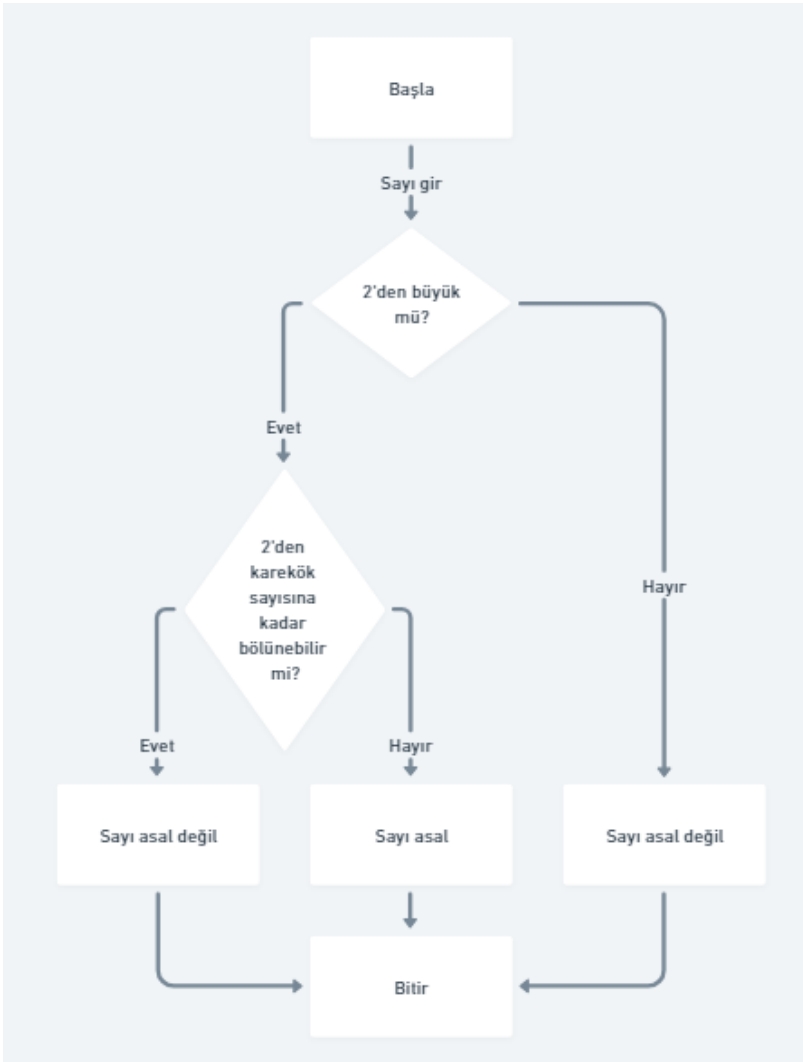 Başla
Sayı gir
2'den büyük
mü?
Evet
2'den
karekök
sayısına
kadar
bölünebilir
mi?
Hayır
Evet
Hayır
Sayı asal değil
Sayı asal
Sayı asal değil
Bitir